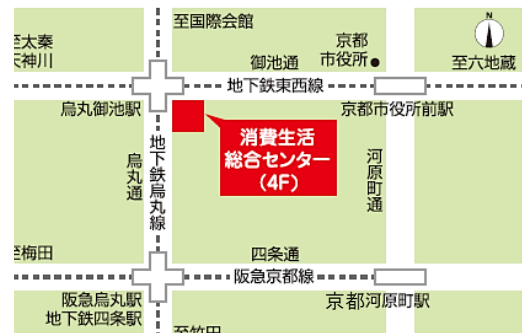 至国際会館
至太秦
天神川
御池通
京都
市役所
N
至六地蔵
地下鉄東西線
烏丸御池駅
京都市役所前駅
消費生活
総合センター
（4F）
烏丸通
地下鉄烏丸線
河原町通
至梅田
四条通
阪急京都線
阪急烏丸駅
地下鉄四条駅
京都河原町駅
至竹田